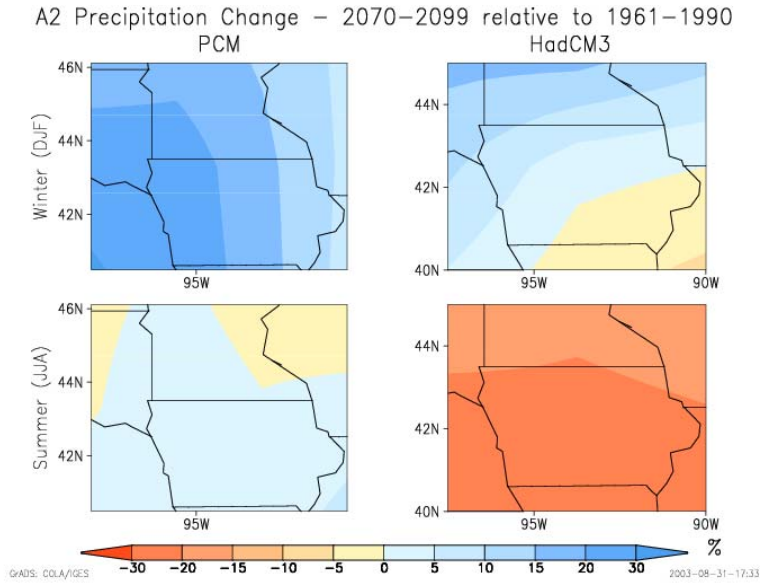 A2 Precipitation Change – 2070–2099 relative to 1961–1990
PCM HadCM3
Winter (DJF)
46N
44N
42N
95W
44N
42N
40N
95W 90W
Summer (JJA)
46N
44N
42N
95W
44N
42N
40N
95W 90W
-30 -20 -15 -10 -5 0 5 10 15 20 30 %
GrADS: COLA/IGES 2003-08-31-17:33